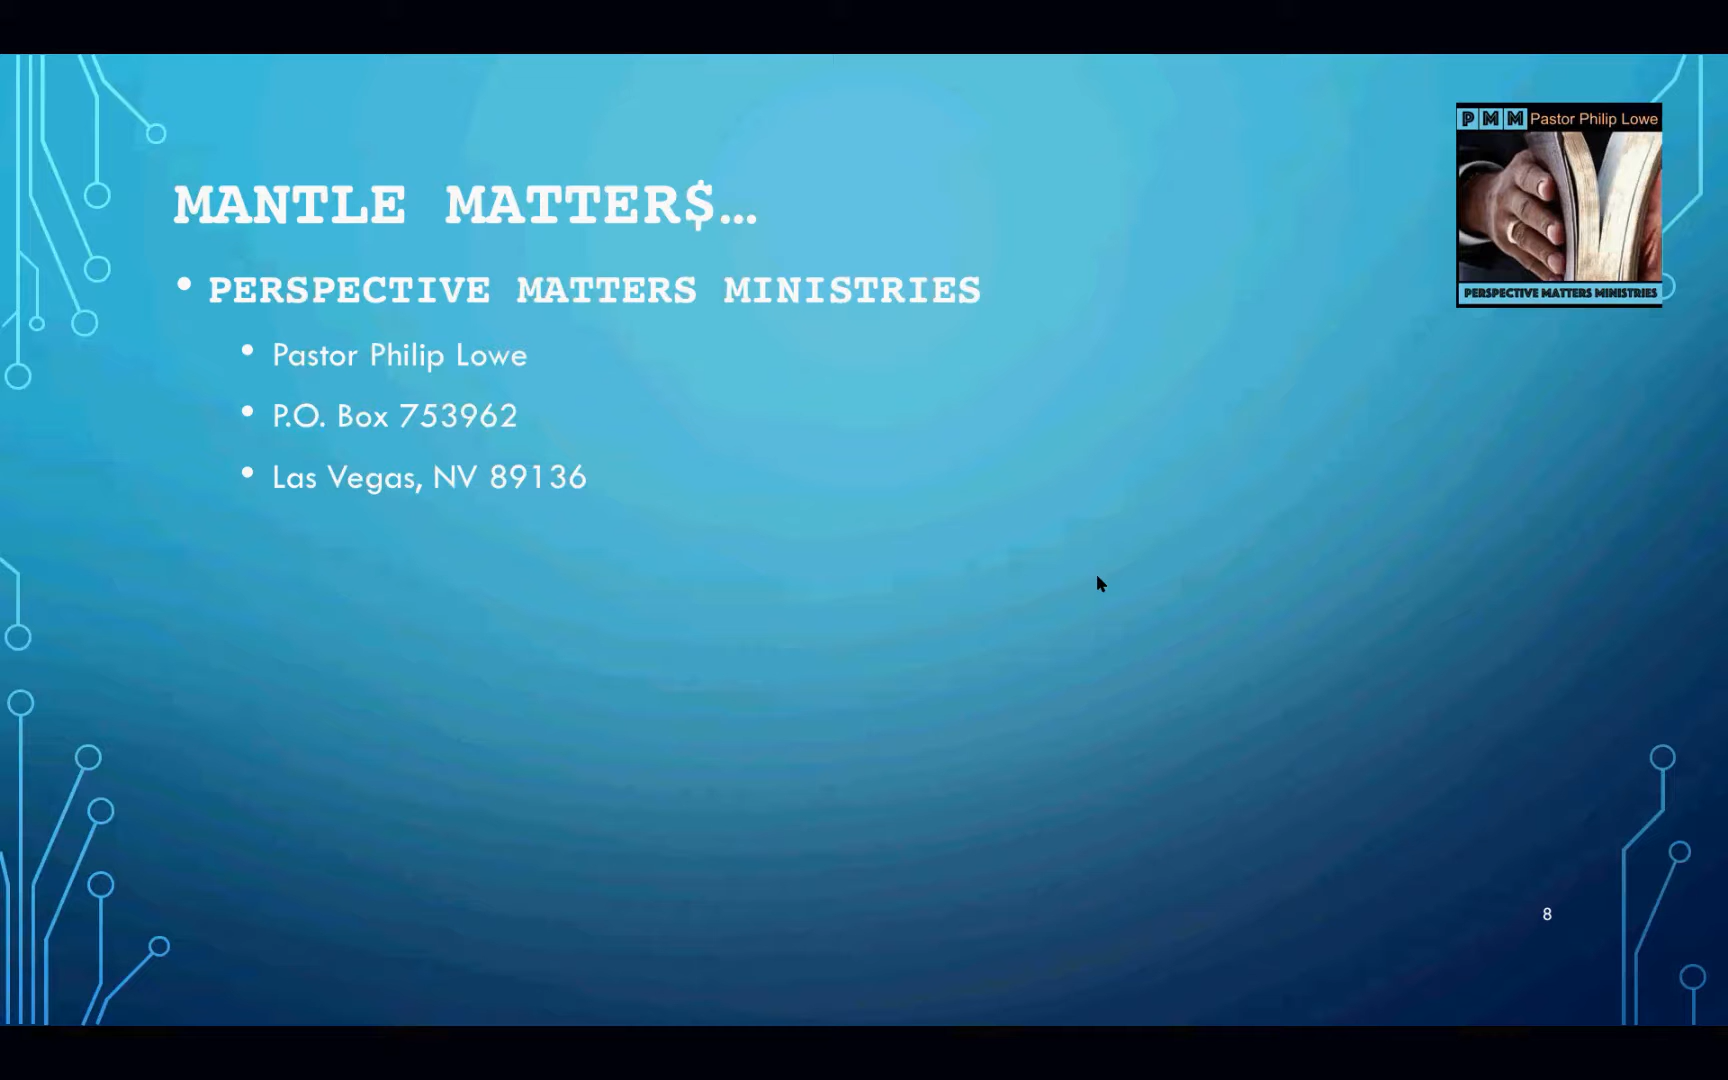 PMM Pastor Philip Lowe
MANTLE MATTER$...
• PERSPECTIVE MATTERS MINISTRIES
PERSPECTIVE MATTERS MINISTRIES
• Pastor Philip Lowe
• P.O. Box 753962
• Las Vegas, NV 89136
8